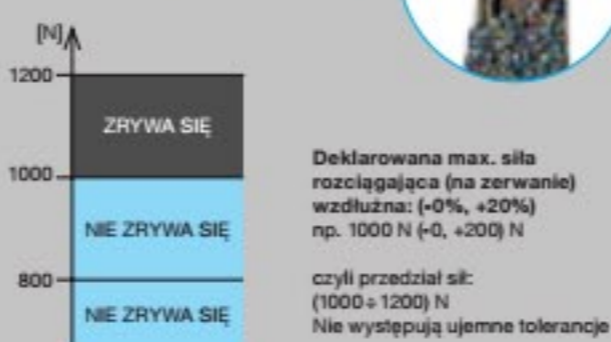 [N]
1200
ZRYWA SIĘ
1000
NIE ZRYWA SIĘ
800
NIE ZRYWA SIĘ
Deklarowana max. siła
rozciągająca (na zerwanie)
wzdłużna: (-0%, +20%)
np. 1000 N (-0, +200) N
czyli przedział sił:
(1000÷1200) N
Nie występują ujemne tolerancje